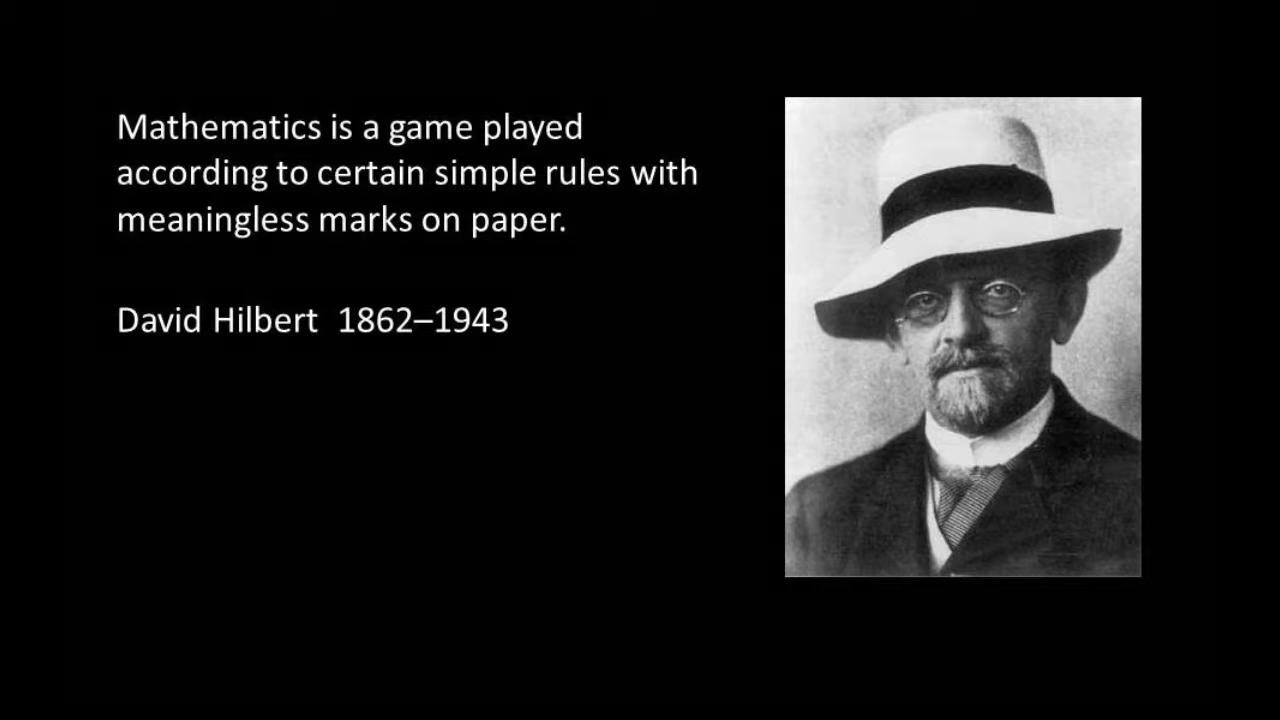 Mathematics is a game played
according to certain simple rules with
meaningless marks on paper.
David Hilbert  1862–1943